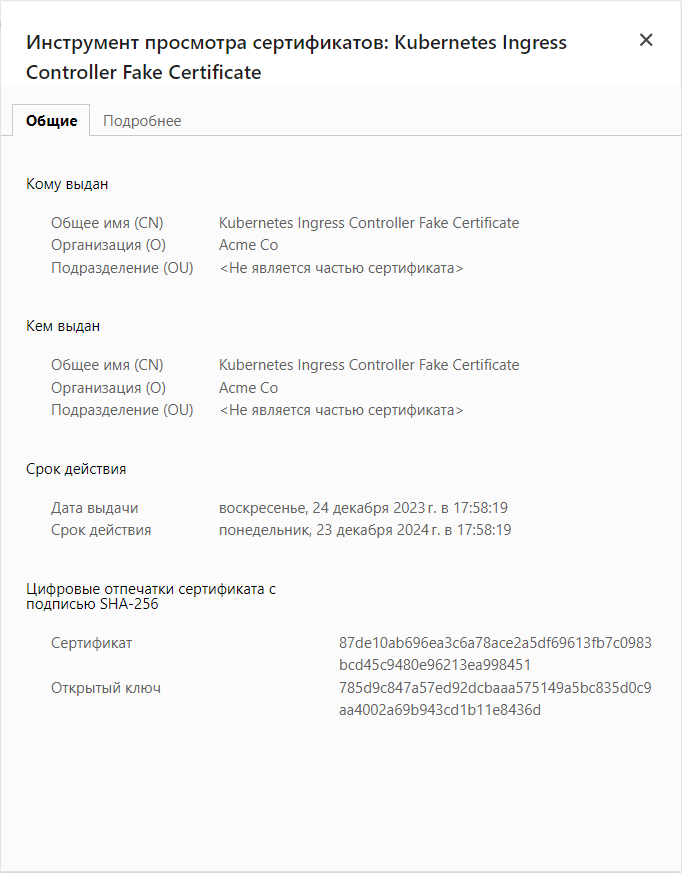 Инструмент просмотра сертификатов: Kubernetes Ingress
Controller Fake Certificate
Общие
Подробнее
Кому выдан
Общее имя (CN) Kubernetes Ingress Controller Fake Certificate
Организация (O) Acme Co
Подразделение (OU) <Не является частью сертификата>
Кем выдан
Общее имя (CN) Kubernetes Ingress Controller Fake Certificate
Организация (O) Acme Co
Подразделение (OU) <Не является частью сертификата>
Срок действия
Дата выдачи воскресенье, 24 декабря 2023 г. в 17:58:19
Срок действия понедельник, 23 декабря 2024 г. в 17:58:19
Цифровые отпечатки сертификата с
подписью SHA-256
Сертификат 87de10ab696ea3c6a78ace2a5df69613fb7c0983
bcd45c9480e96213ea998451
Открытый ключ 785d9c847a57ed92dcbaaa575149a5bc835d0c9
aa4002a69b943cd1b11e8436d